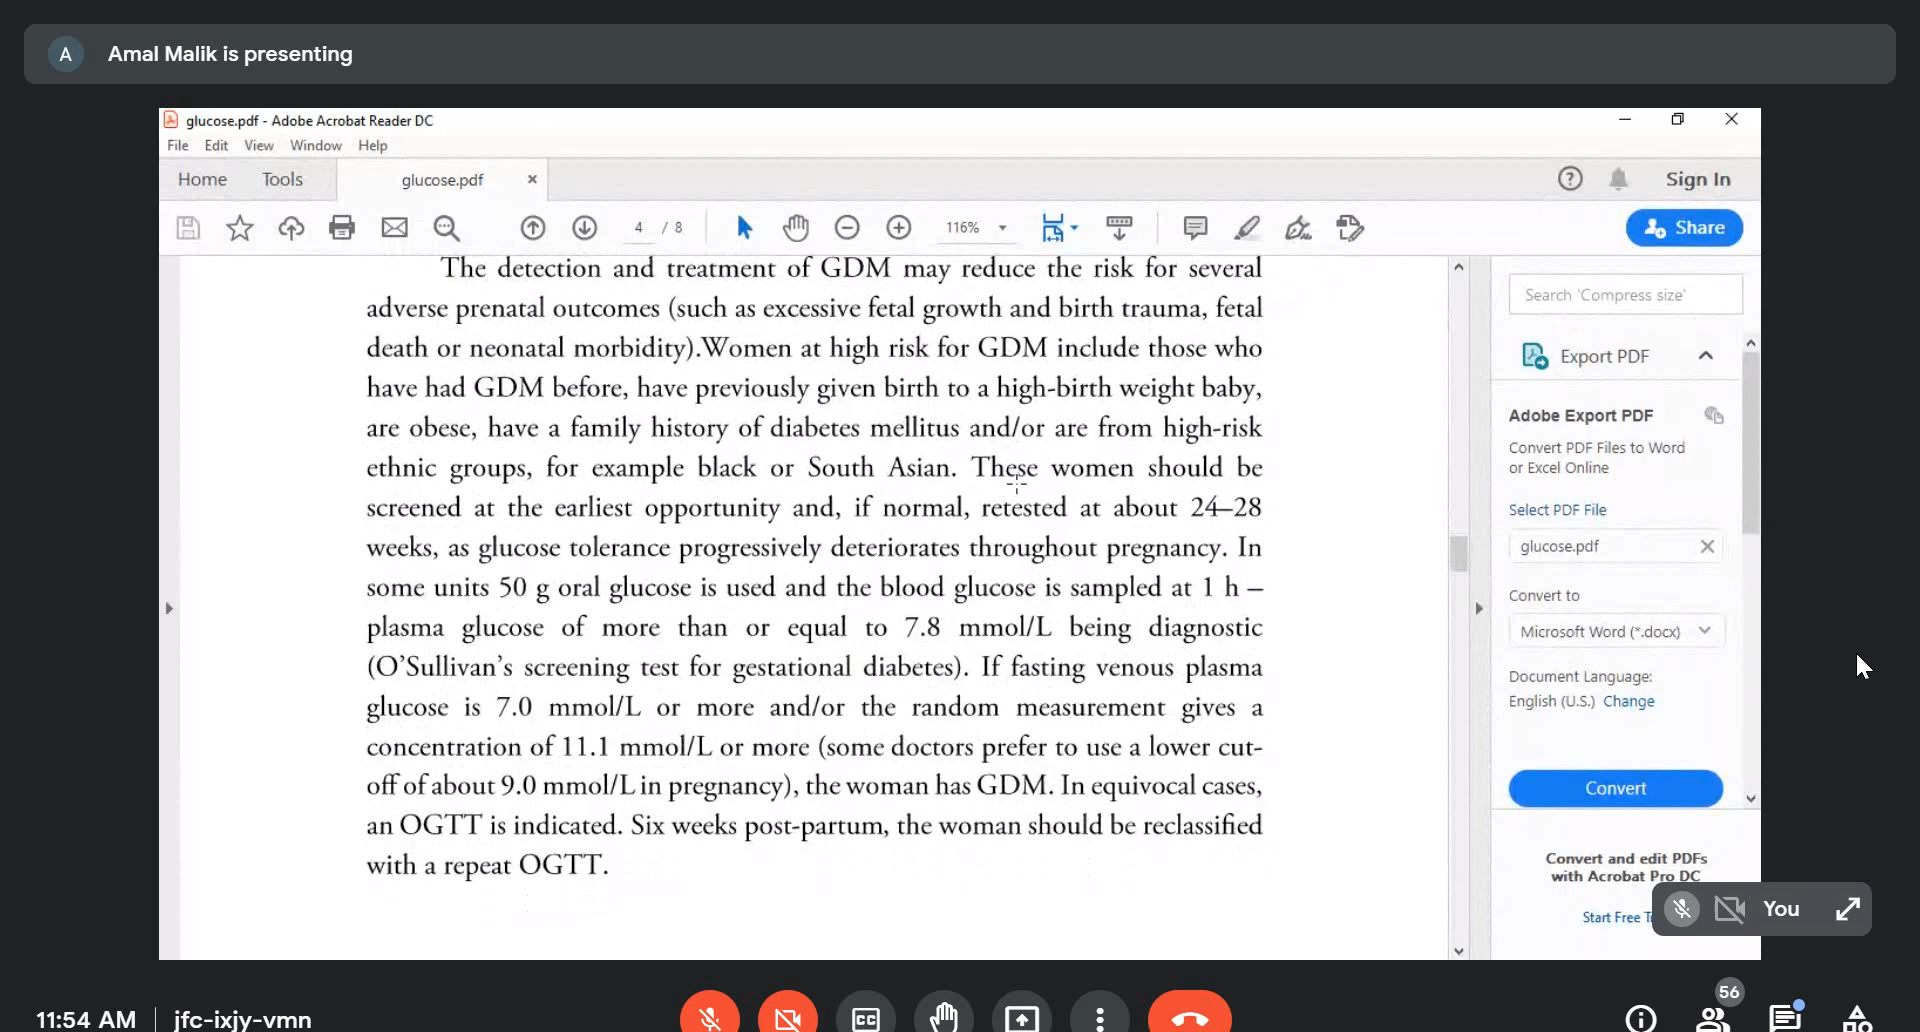 A Amal Malik is presenting
glucose.pdf - Adobe Acrobat Reader DC
File Edit View Window Help
Home Tools glucose.pdf × Sign In
4 / 8 116% Share
The detection and treatment of GDM may reduce the risk for several
adverse prenatal outcomes (such as excessive fetal growth and birth trauma, fetal
death or neonatal morbidity).Women at high risk for GDM include those who
have had GDM before, have previously given birth to a high-birth weight baby,
are obese, have a family history of diabetes mellitus and/or are from high-risk
ethnic groups, for example black or South Asian. These women should be
screened at the earliest opportunity and, if normal, retested at about 24–28
weeks, as glucose tolerance progressively deteriorates throughout pregnancy. In
some units 50 g oral glucose is used and the blood glucose is sampled at 1 h –
plasma glucose of more than or equal to 7.8 mmol/L being diagnostic
(O’Sullivan’s screening test for gestational diabetes). If fasting venous plasma
glucose is 7.0 mmol/L or more and/or the random measurement gives a
concentration of 11.1 mmol/L or more (some doctors prefer to use a lower cut-
off of about 9.0 mmol/L in pregnancy), the woman has GDM. In equivocal cases,
an OGTT is indicated. Six weeks post-partum, the woman should be reclassified
with a repeat OGTT.
Search 'Compress size'
Export PDF
Adobe Export PDF
Convert PDF Files to Word
or Excel Online
Select PDF File
glucose.pdf
Convert to
Microsoft Word (*.docx)
Document Language:
English (U.S.) Change
Convert
Convert and edit PDFs
with Acrobat Pro DC
Start Free
You
11:54 AM | jfc-ixjy-vmn
CC
56